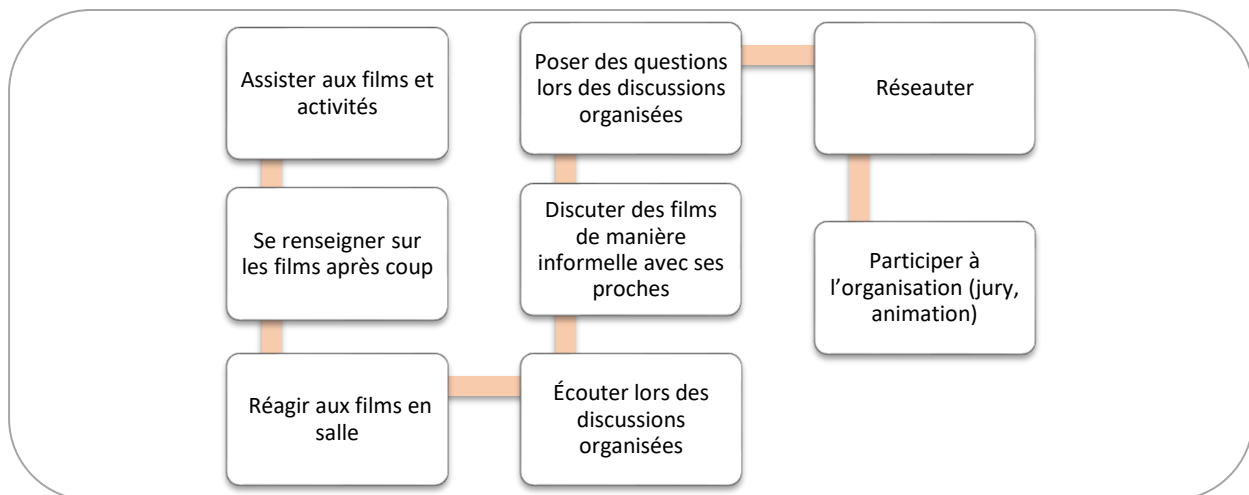 Assister aux films et
activités
Se renseigner sur
les films après coup
Réagir aux films en
salle
Écouter lors des
discussions
organisées
Discuter des films
de manière
informelle avec ses
proches
Poser des questions
lors des discussions
organisées
Réseauter
Participer à
l’organisation (jury,
animation)